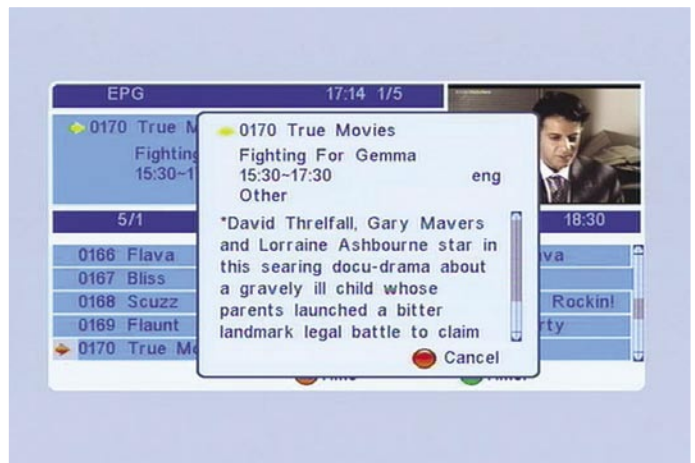 EPG 17:14 1/5
0170 True M
Fighting
15:30~1
0170 True Movies
Fighting For Gemma
15:30~17:30 eng
Other
*David Threlfall, Gary Mavers
and Lorraine Ashbourne star in
this searing docu-drama about
a gravely ill child whose
parents launched a bitter
landmark legal battle to claim
Cancel
5/1 18:30
0166 Flava va
0167 Bliss
0168 Scuzz Rockin!
0169 Flaunt rty
0170 True Mo